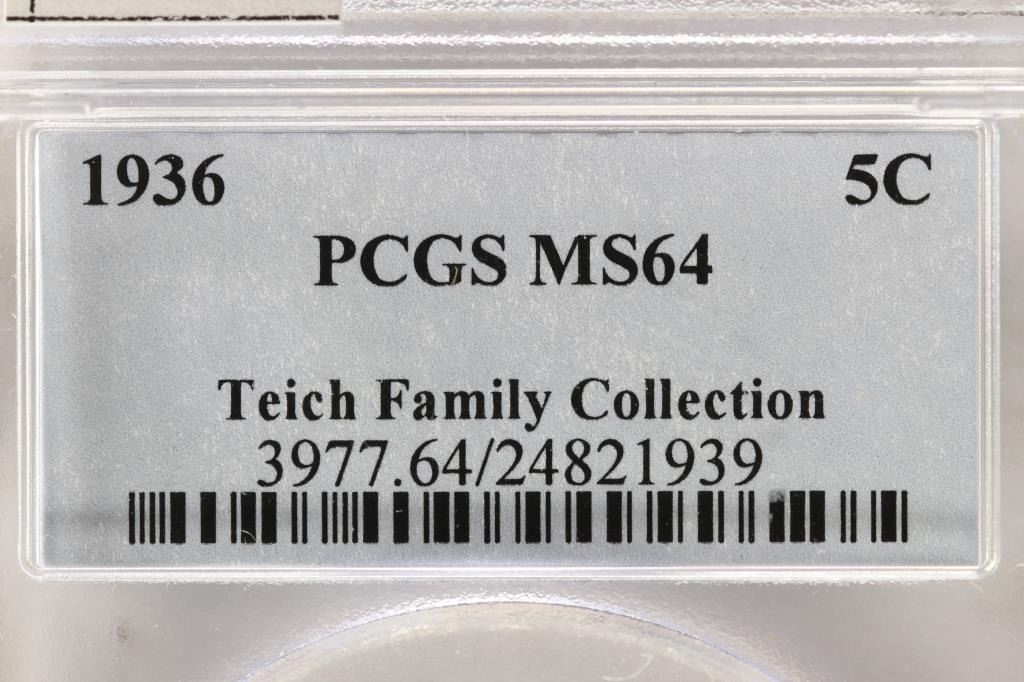 1936 5C
PCGS MS64
Teich Family Collection
3977.64/24821939